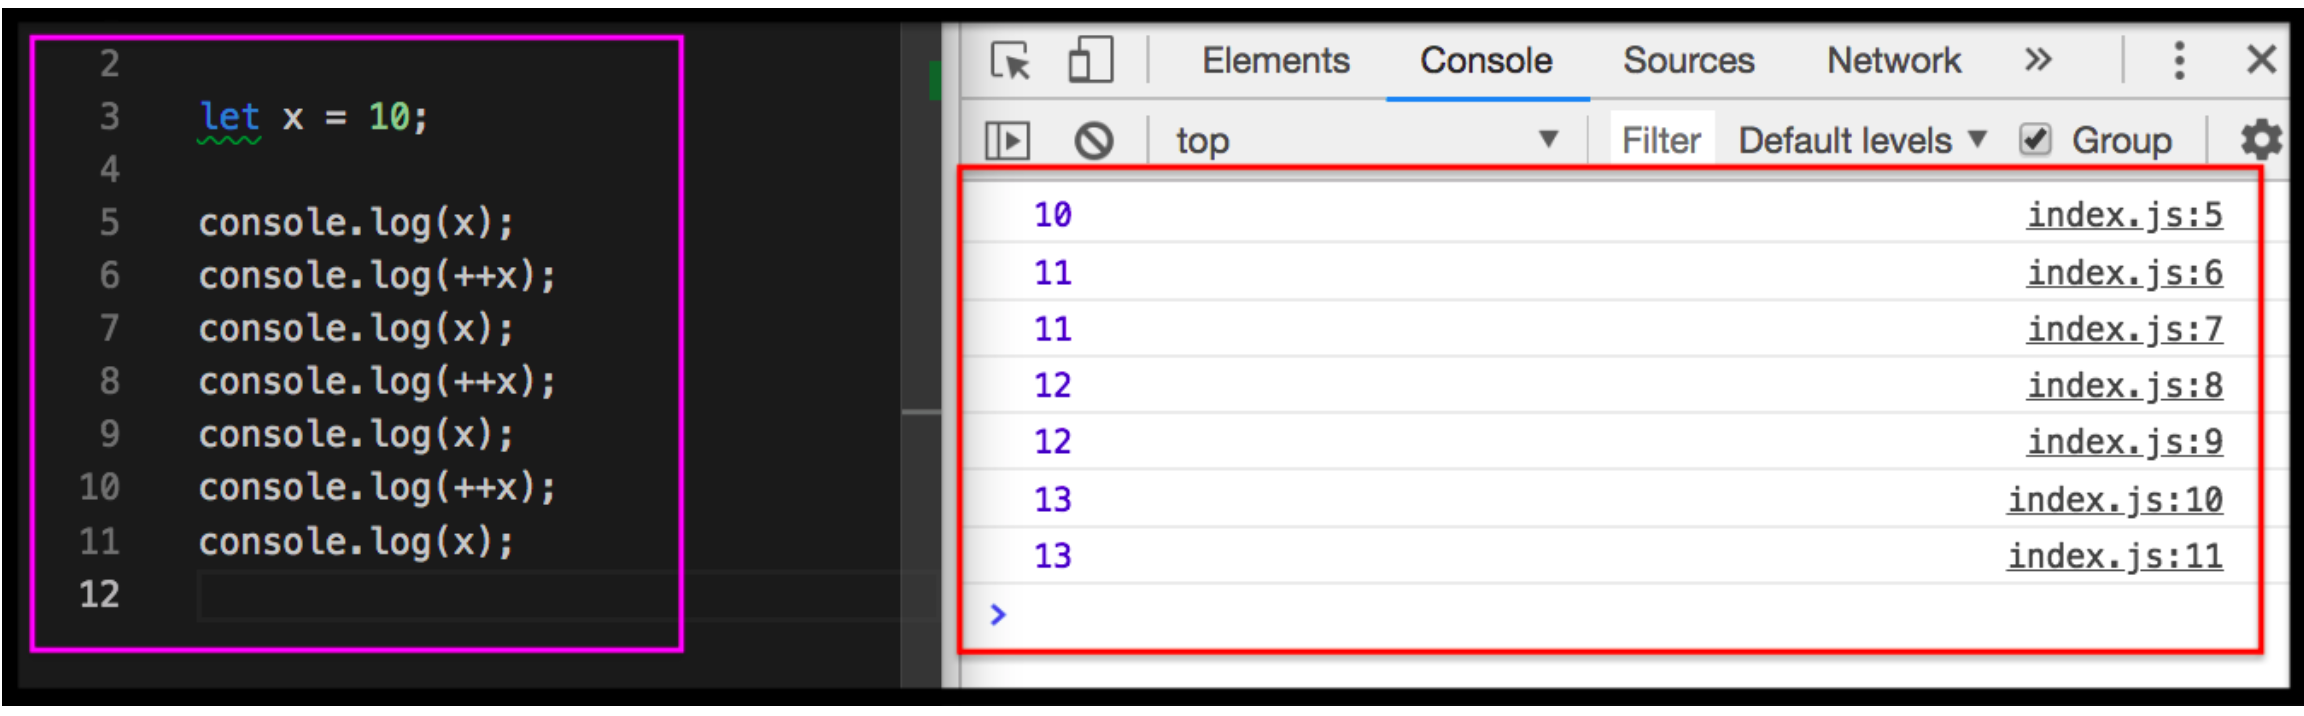 2
3 let x = 10;
4
5 console.log(x);
6 console.log(++x);
7 console.log(x);
8 console.log(++x);
9 console.log(x);
10 console.log(++x);
11 console.log(x);
12
Elements Console Sources Network »
top ▼ Filter Default levels ▼ Group
10 index.js:5
11 index.js:6
11 index.js:7
12 index.js:8
12 index.js:9
13 index.js:10
13 index.js:11
>